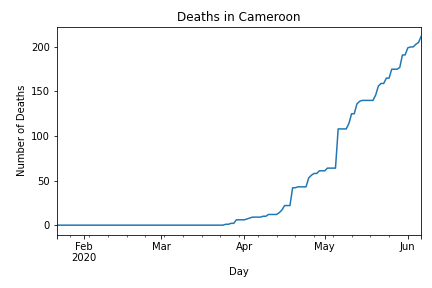 Deaths in Cameroon
Number of Deaths
200
150
100
50
0
Feb
2020
Mar
Apr
May
Jun
Day